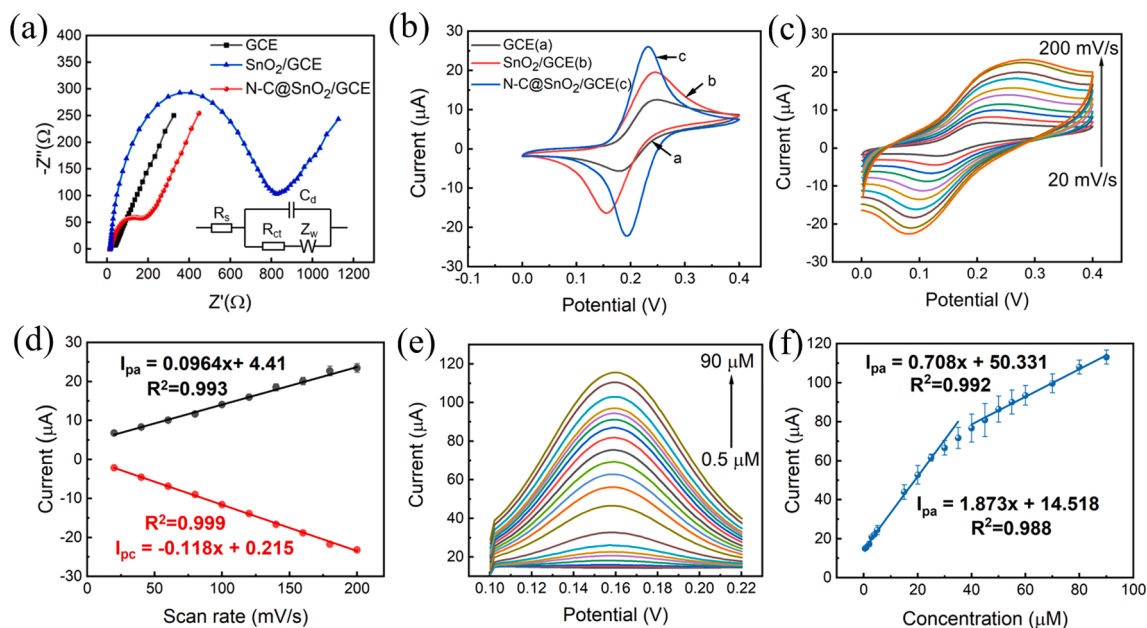 (a)
400
350
300
250
200
150
100
50
0
-Z''(Ω)
GCE
SnO₂/GCE
N-C@SnO₂/GCE
Rs
Cd
Rct
Zw
0 200 400 600 800 1000 1200
Z'(Ω)
(b)
30
20
10
0
-10
-20
-30
Current (μA)
GCE(a)
SnO₂/GCE(b)
N-C@SnO₂/GCE(c)
c
b
a
-0.1 0.0 0.1 0.2 0.3 0.4
Potential (V)
(c)
30
20
10
0
-10
-20
-30
Current (μA)
200 mV/s
20 mV/s
0.0 0.1 0.2 0.3 0.4
Potential (V)
(d)
30
20
10
0
-10
-20
-30
Current (μA)
Ipa = 0.0964x+ 4.41
R²=0.993
R²=0.999
Ipc = -0.118x + 0.215
0 50 100 150 200
Scan rate (mV/s)
(e)
120
100
80
60
40
20
Current (μA)
90 μM
0.5 μM
0.10 0.12 0.14 0.16 0.18 0.20 0.22
Potential (V)
(f)
120
100
80
60
40
20
0
Current (μA)
Ipa = 0.708x + 50.331
R²=0.992
Ipa = 1.873x + 14.518
R²=0.988
0 20 40 60 80 100
Concentration (μM)